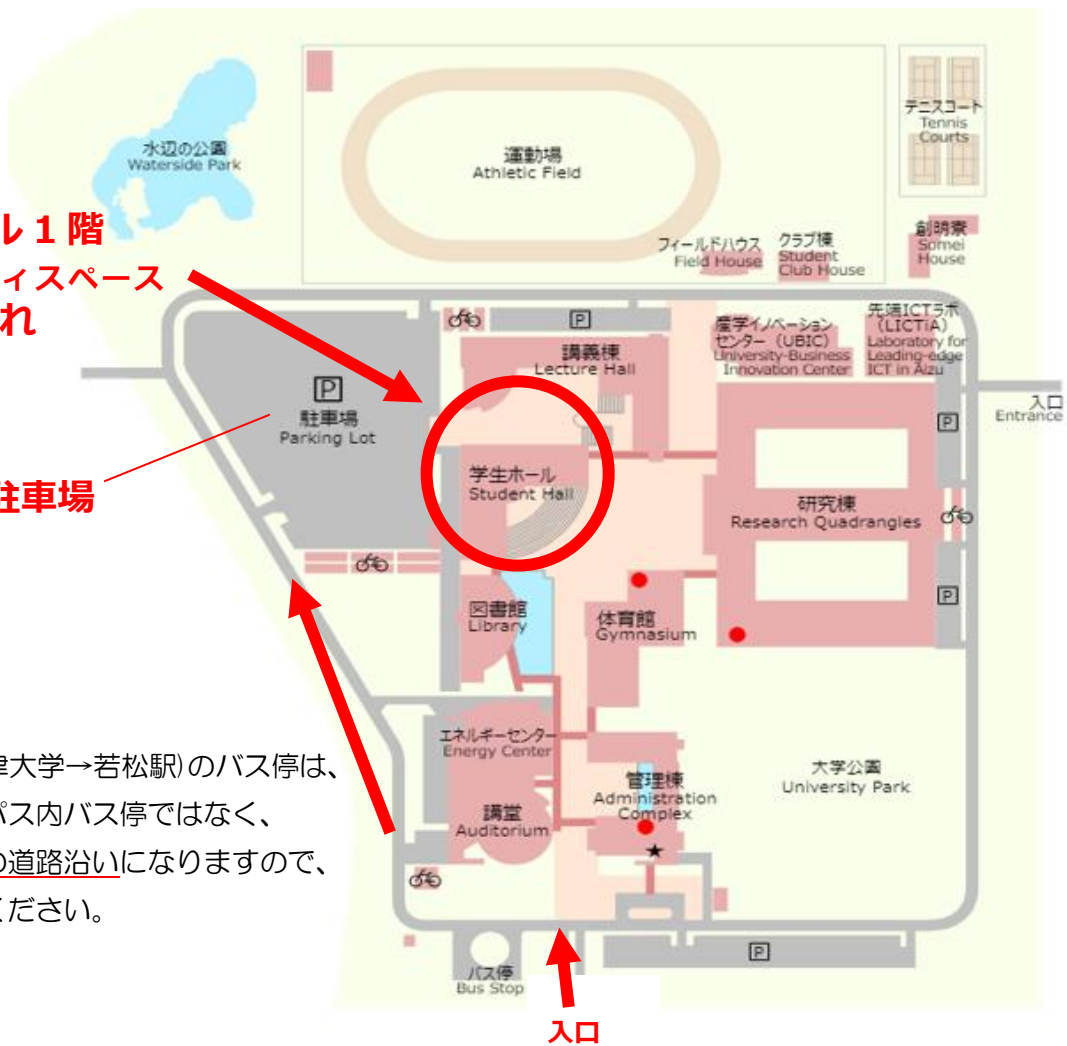 テニスコート
Tennis
Courts
水辺の公園
Waterside Park
運動場
Athletic Field
ル 1 階
ィスペース
れ
フィールドハウス
Field House
クラブ棟
Student
Club House
創明寮
Somei
House
P
講義棟
Lecture Hall
産学イノベーション
センター（UBIC）
University-Business
Innovation Center
先端ICTラボ
（LICTiA）
Laboratory for
Leading-edge
ICT in Aizu
P
駐車場
Parking Lot
入口
Entrance
P
駐車場
学生ホール
Student Hall
研究棟
Research Quadrangles
P
図書館
Library
体育館
Gymnasium
エネルギーセンター
Energy Center
講堂
Auditorium
管理棟
Administration
Complex
★
大学公園
University Park
津大学→若松駅)のバス停は、
パス内バス停ではなく、
の道路沿いになりますので、
ください。
バス停
Bus Stop
P
入口